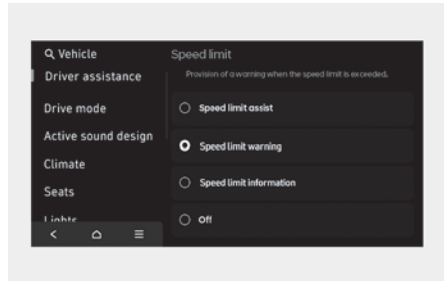 Vehicle
Driver assistance
Drive mode
Active sound design
Climate
Seats
Lights
Speed limit
Provision of a warning when the speed limit is exceeded.
Speed limit assist
Speed limit warning
Speed limit information
Off